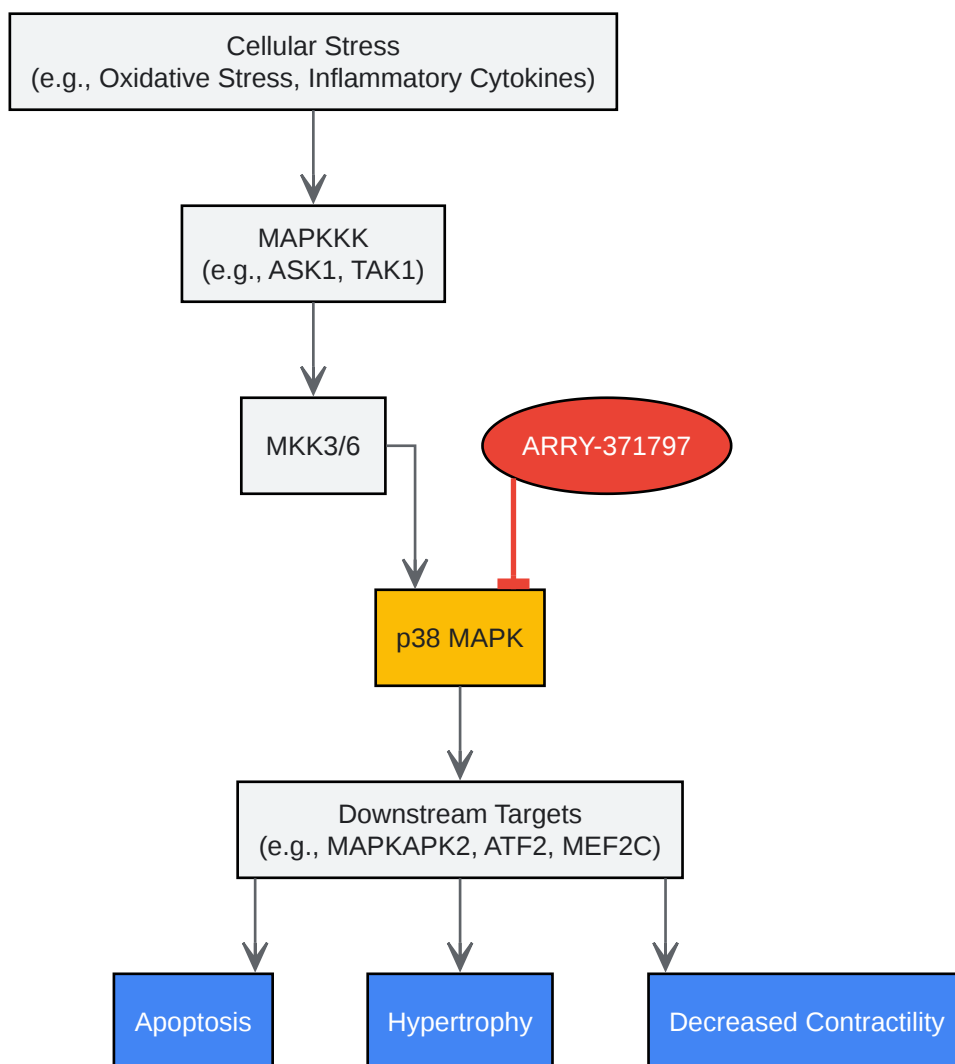 Cellular Stress
(e.g., Oxidative Stress, Inflammatory Cytokines)
MAPKKK
(e.g., ASK1, TAK1)
MKK3/6
ARRY-371797
p38 MAPK
Downstream Targets
(e.g., MAPKAPK2, ATF2, MEF2C)
Apoptosis
Hypertrophy
Decreased Contractility